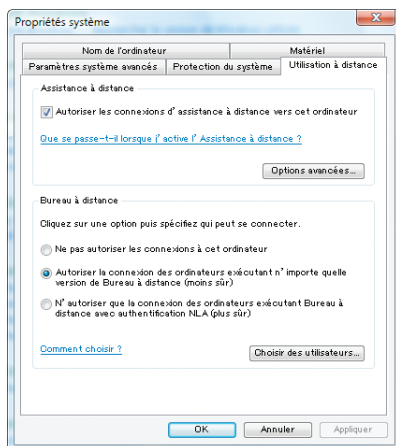 Propriétés système
Nom de l'ordinateur
Matériel
Paramètres système avancés
Protection du système
Utilisation à distance
Assistance à distance
Autoriser les connexions d'assistance à distance vers cet ordinateur
Que se passe-t-il lorsque j'active l'Assistance à distance ?
Options avancées...
Bureau à distance
Cliquez sur une option puis spécifiez qui peut se connecter.
Ne pas autoriser les connexions à cet ordinateur
Autoriser la connexion des ordinateurs exécutant n'importe quelle
version de Bureau à distance (moins sûr)
N'autoriser que la connexion des ordinateurs exécutant Bureau à
distance avec authentification NLA (plus sûr)
Comment choisir ?
Choisir des utilisateurs...
OK
Annuler
Appliquer